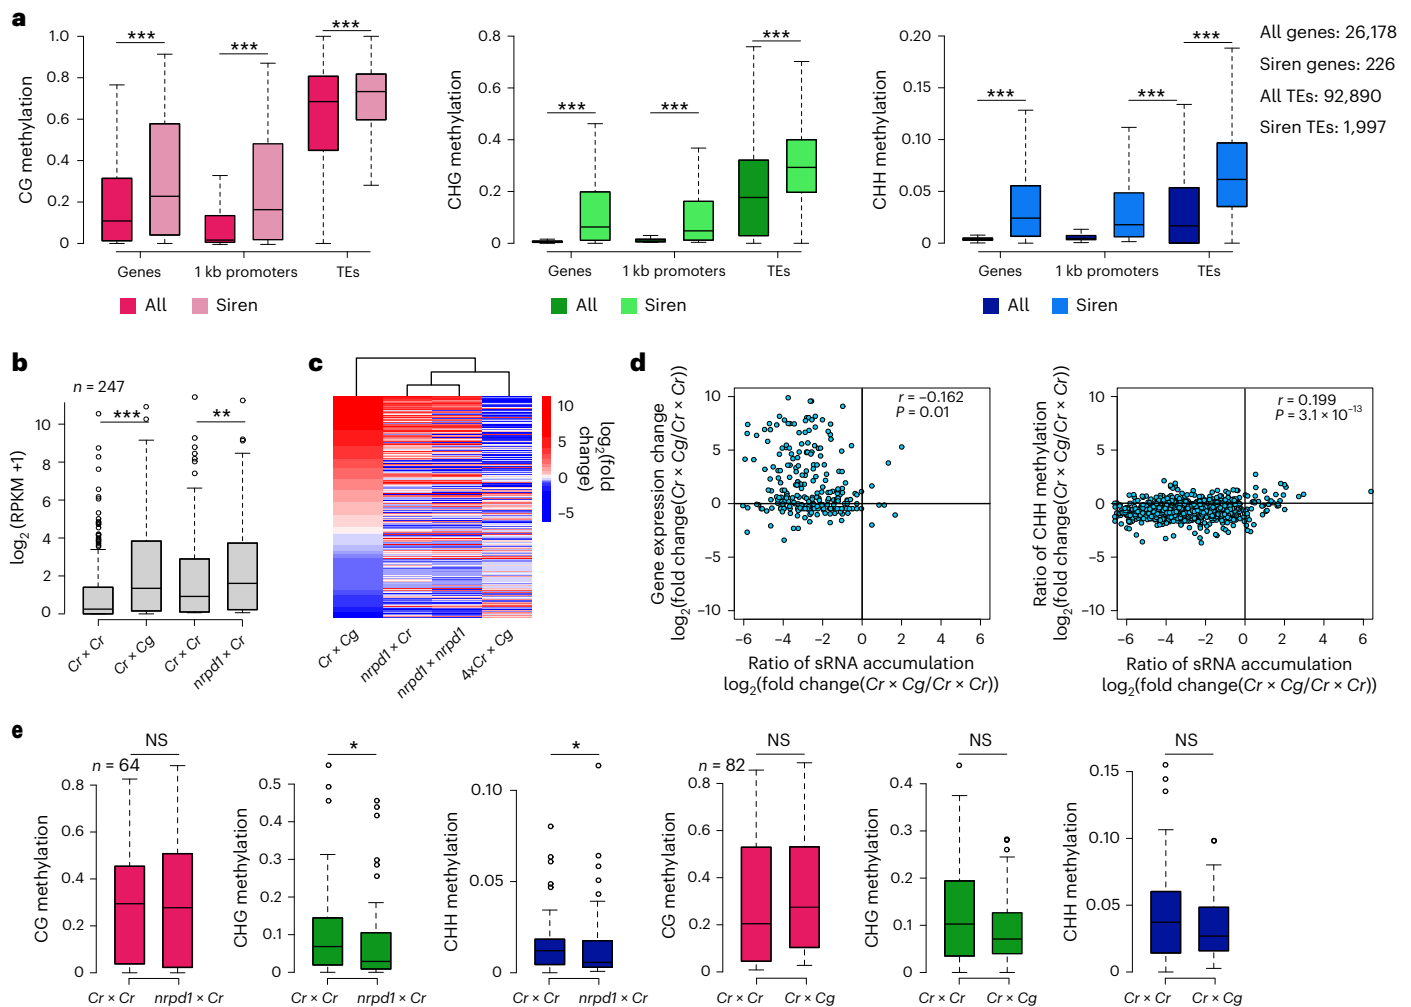 a
CG methylation
1.0
0.8
0.6
0.4
0.2
0
***
***
***
Genes
1 kb promoters
TEs
All
Siren
CHG methylation
0.8
0.6
0.4
0.2
0
***
***
***
Genes
1 kb promoters
TEs
All
Siren
CHH methylation
0.20
0.15
0.10
0.05
0
***
***
***
Genes
1 kb promoters
TEs
All
Siren
All genes: 26,178
Siren genes: 226
All TEs: 92,890
Siren TEs: 1,997
b
n = 247
log2(RPKM +1)
10
8
6
4
2
0
***
**
Cr × Cr
Cr × Cg
Cr × Cr
nrpd1 × Cr
c
10
5
0
−5
log2(fold
change)
Cr × Cg
nrpd1 × Cr
nrpd1 × nrpd1
4xCr × Cg
d
Gene expression change
log2(fold change(Cr × Cg/Cr × Cr))
10
5
0
−5
−10
r = −0.162
P = 0.01
−6
−4
−2
0
2
4
6
Ratio of sRNA accumulation
log2(fold change(Cr × Cg/Cr × Cr))
Ratio of CHH methylation
log2(fold change(Cr × Cg/Cr × Cr))
10
5
0
−5
−10
r = 0.199
P = 3.1 × 10−13
−6
−4
−2
0
2
4
6
Ratio of sRNA accumulation
log2(fold change(Cr × Cg/Cr × Cr))
e
n = 64
NS
CG methylation
0.8
0.6
0.4
0.2
0
Cr × Cr
nrpd1 × Cr
*
CHG methylation
0.5
0.4
0.3
0.2
0.1
0
Cr × Cr
nrpd1 × Cr
*
CHH methylation
0.10
0.05
0
Cr × Cr
nrpd1 × Cr
n = 82
NS
CG methylation
0.8
0.6
0.4
0.2
0
Cr × Cr
Cr × Cg
NS
CHG methylation
0.4
0.3
0.2
0.1
0
Cr × Cr
Cr × Cg
NS
CHH methylation
0.15
0.10
0.05
0
Cr × Cr
Cr × Cg